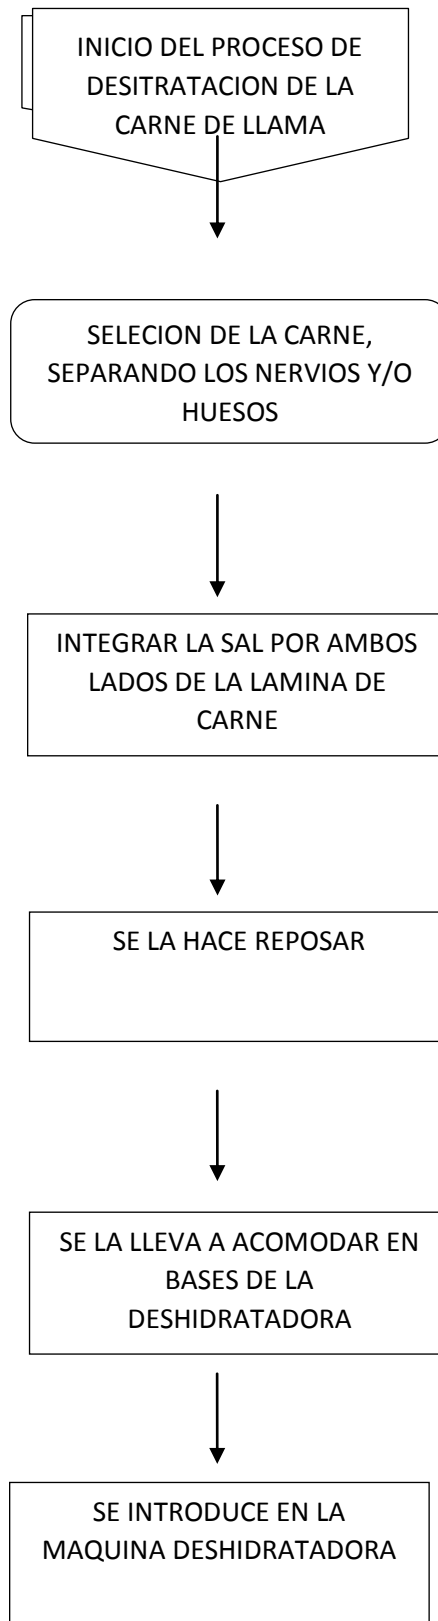 INICIO DEL PROCESO DE
DESITRATACION DE LA
CARNE DE LLAMA
SELECION DE LA CARNE,
SEPARANDO LOS NERVIOS Y/O
HUESOS
INTEGRAR LA SAL POR AMBOS
LADOS DE LA LAMINA DE
CARNE
SE LA HACE REPOSAR
SE LA LLEVA A ACOMODAR EN
BASES DE LA
DESHIDRATADORA
SE INTRODUCE EN LA
MAQUINA DESHIDRATADORA